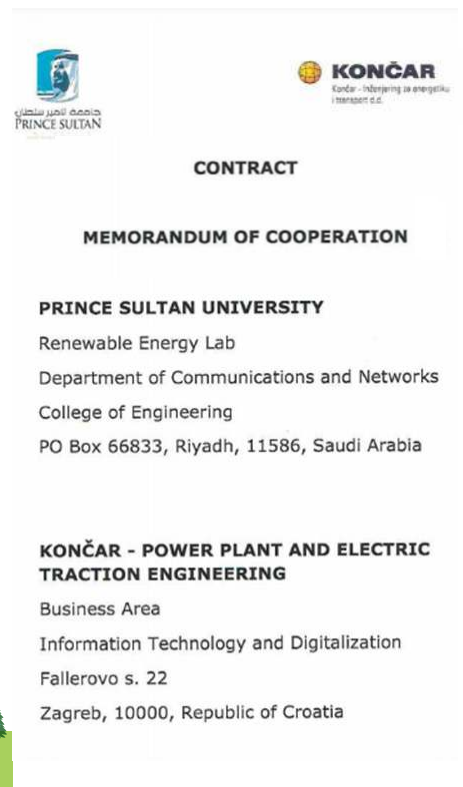 جامعة الأمير سلطان
PRINCE SULTAN
KONČAR
Končar - Inženjering za energetiku
i transport d.d.
CONTRACT
MEMORANDUM OF COOPERATION
PRINCE SULTAN UNIVERSITY
Renewable Energy Lab
Department of Communications and Networks
College of Engineering
PO Box 66833, Riyadh, 11586, Saudi Arabia
KONČAR - POWER PLANT AND ELECTRIC
TRACTION ENGINEERING
Business Area
Information Technology and Digitalization
Fallerovo s. 22
Zagreb, 10000, Republic of Croatia